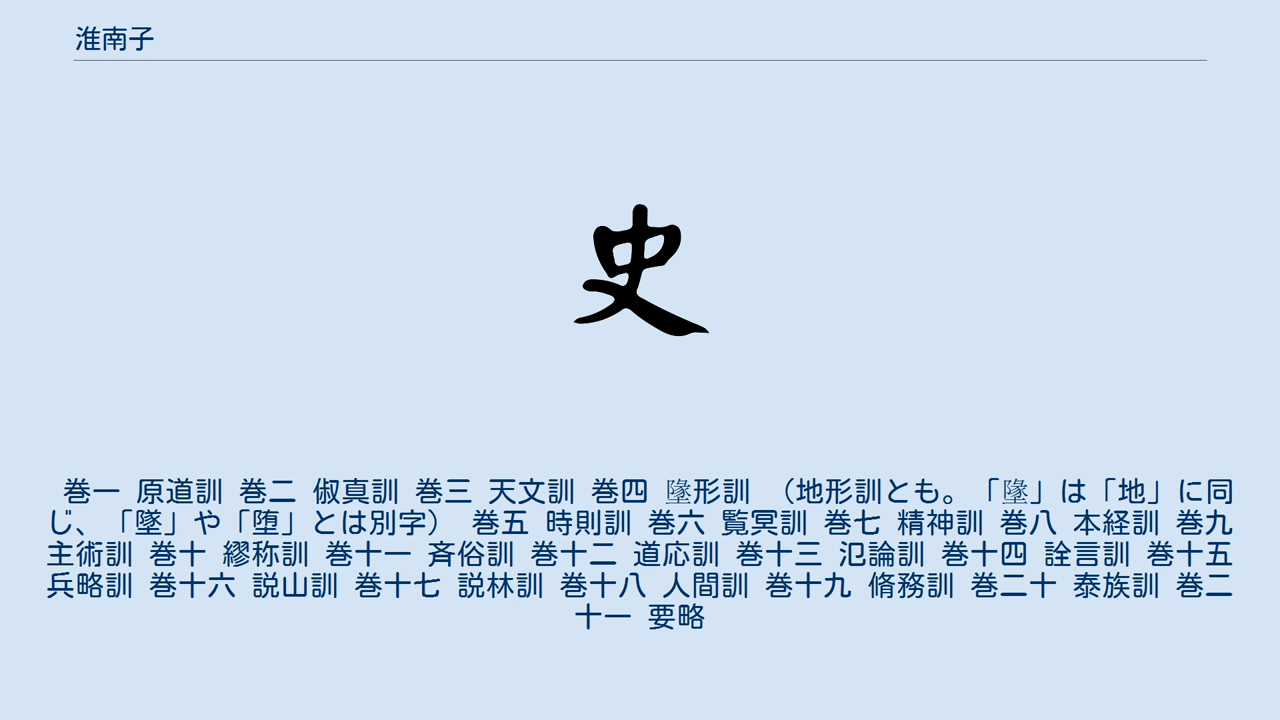 淮南子
史
巻一 原道訓 巻二 俶真訓 巻三 天文訓 巻四 墬形訓 （地形訓とも。「墬」は「地」に同
じ、「墜」や「堕」とは別字） 巻五 時則訓 巻六 覧冥訓 巻七 精神訓 巻八 本経訓 巻九
主術訓 巻十 繆称訓 巻十一 斉俗訓 巻十二 道応訓 巻十三 氾論訓 巻十四 詮言訓 巻十五
兵略訓 巻十六 説山訓 巻十七 説林訓 巻十八 人間訓 巻十九 脩務訓 巻二十 泰族訓 巻二
十一 要略